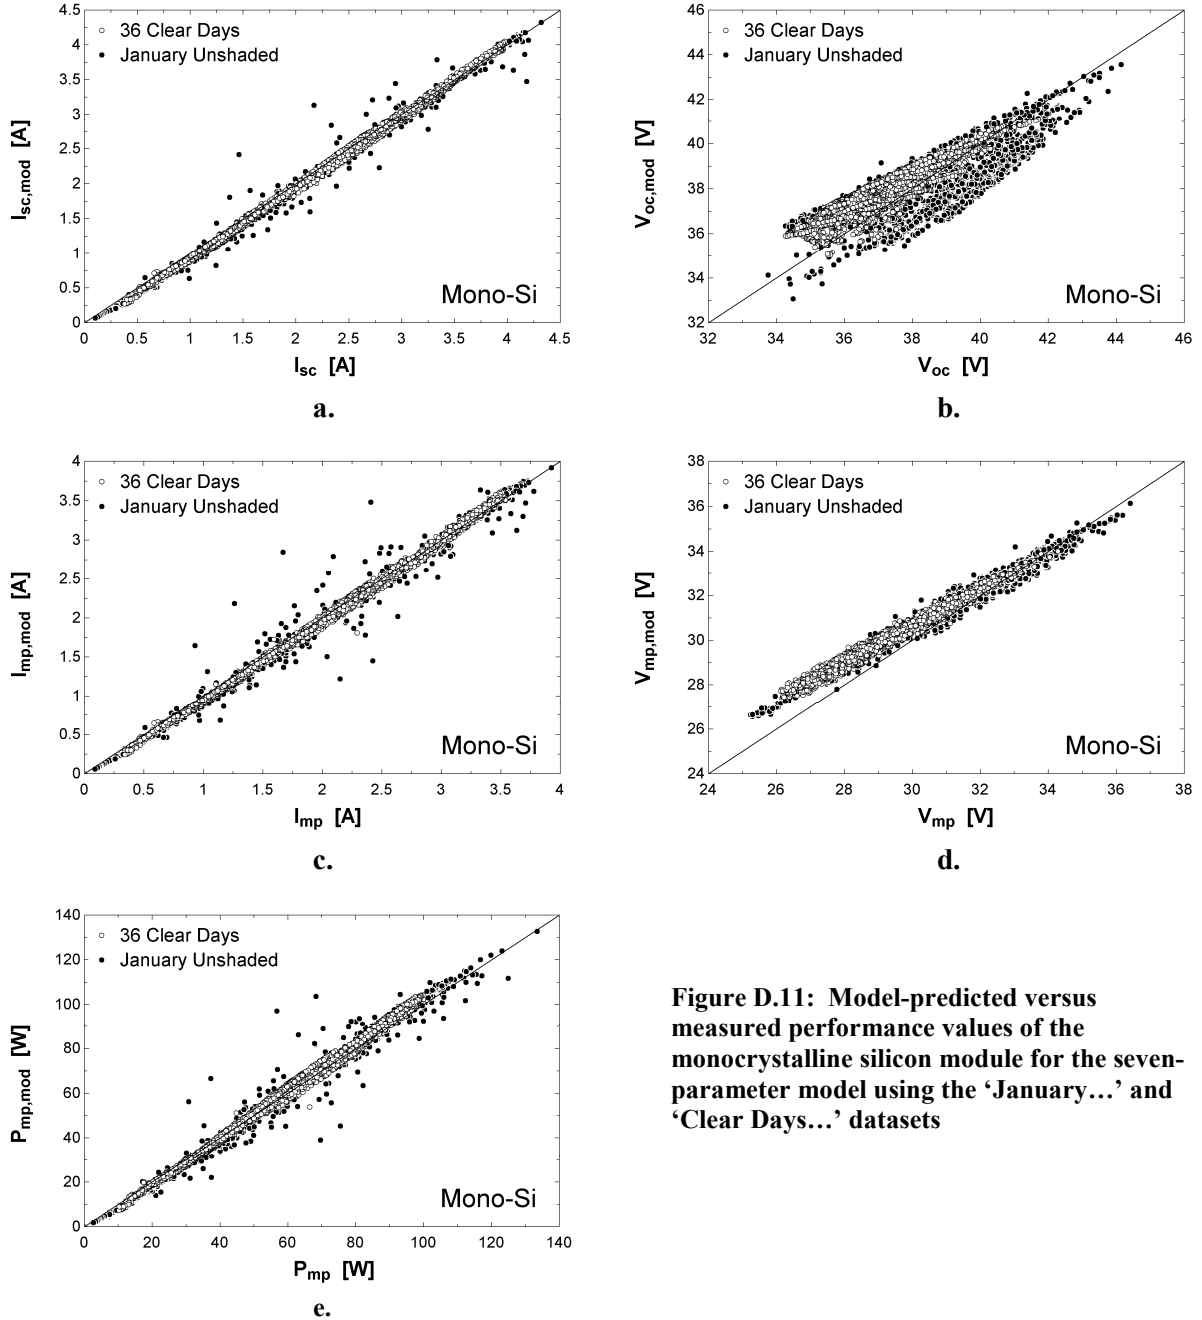 36 Clear Days
January Unshaded
4.5
4
3.5
3
2.5
2
1.5
1
0.5
0
Isc,mod [A]
Mono-Si
0 0.5 1 1.5 2 2.5 3 3.5 4 4.5
Isc [A]
a.
36 Clear Days
January Unshaded
46
44
42
40
38
36
34
32
Voc,mod [V]
Mono-Si
32 34 36 38 40 42 44 46
Voc [V]
b.
36 Clear Days
January Unshaded
4
3.5
3
2.5
2
1.5
1
0.5
0
Imp,mod [A]
Mono-Si
0 0.5 1 1.5 2 2.5 3 3.5 4
Imp [A]
c.
36 Clear Days
January Unshaded
38
36
34
32
30
28
26
24
Vmp,mod [V]
Mono-Si
24 26 28 30 32 34 36 38
Vmp [V]
d.
36 Clear Days
January Unshaded
140
120
100
80
60
40
20
0
Pmp,mod [W]
Mono-Si
0 20 40 60 80 100 120 140
Pmp [W]
e.
Figure D.11: Model-predicted versus
measured performance values of the
monocrystalline silicon module for the seven-
parameter model using the ‘January…’ and
‘Clear Days…’ datasets